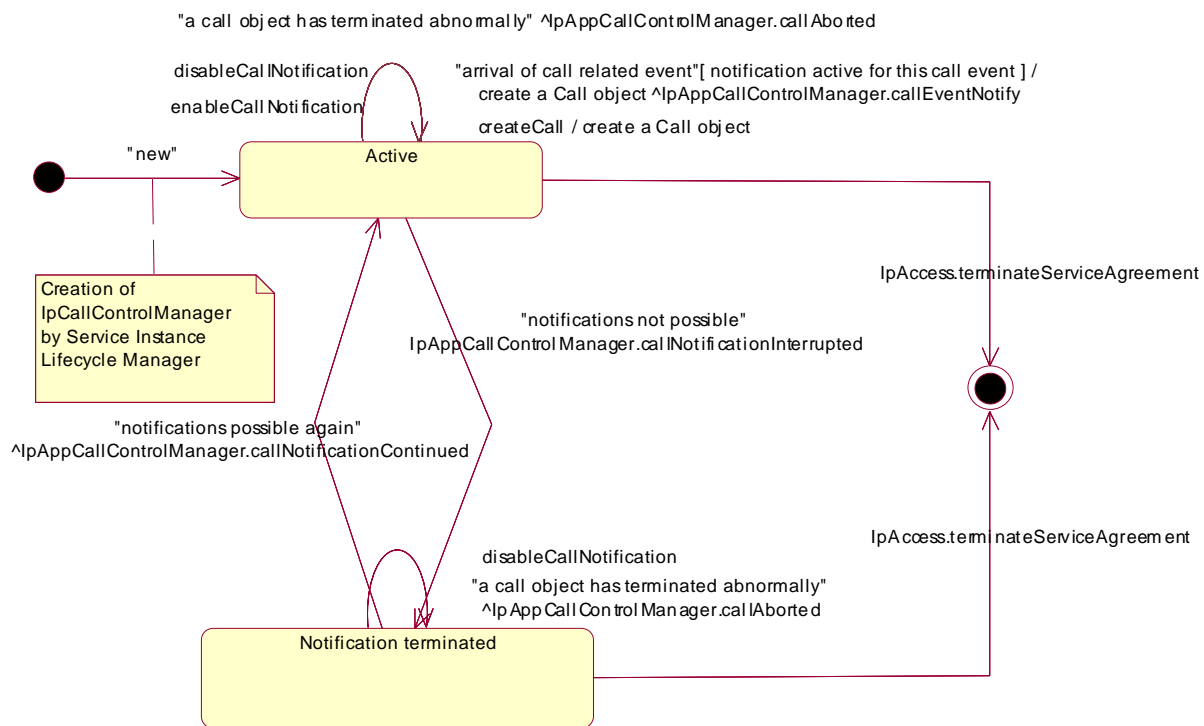 "a call object has terminated abnormally" ^IpAppCallControlManager.callAborted
disableCallNotification
"arrival of call related event"[ notification active for this call event ] /
create a Call object ^IpAppCallControlManager.callEventNotify
enableCallNotification
createCall / create a Call object
"new"
Active
IpAccess.terminateServiceAgreement
Creation of
IpCallControlManager
by Service Instance
Lifecycle Manager
"notifications not possible"
IpAppCallControlManager.callNotificationInterrupted
"notifications possible again"
^IpAppCallControlManager.callNotificationContinued
IpAccess.terminateServiceAgreement
disableCallNotification
"a call object has terminated abnormally"
^IpAppCallControlManager.callAborted
Notification terminated